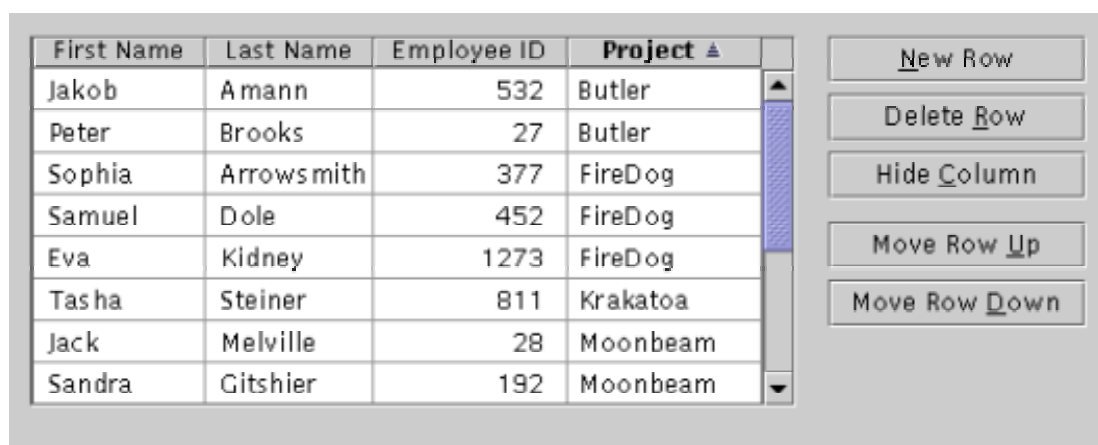 First Name Last Name Employee ID Project
Jakob Amann 532 Butler
Peter Brooks 27 Butler
Sophia Arrowsmith 377 FireDog
Samuel Dole 452 FireDog
Eva Kidney 1273 FireDog
Tasha Steiner 811 Krakatoa
Jack Melville 28 Moonbeam
Sandra Gitshier 192 Moonbeam
New Row
Delete Row
Hide Column
Move Row Up
Move Row Down